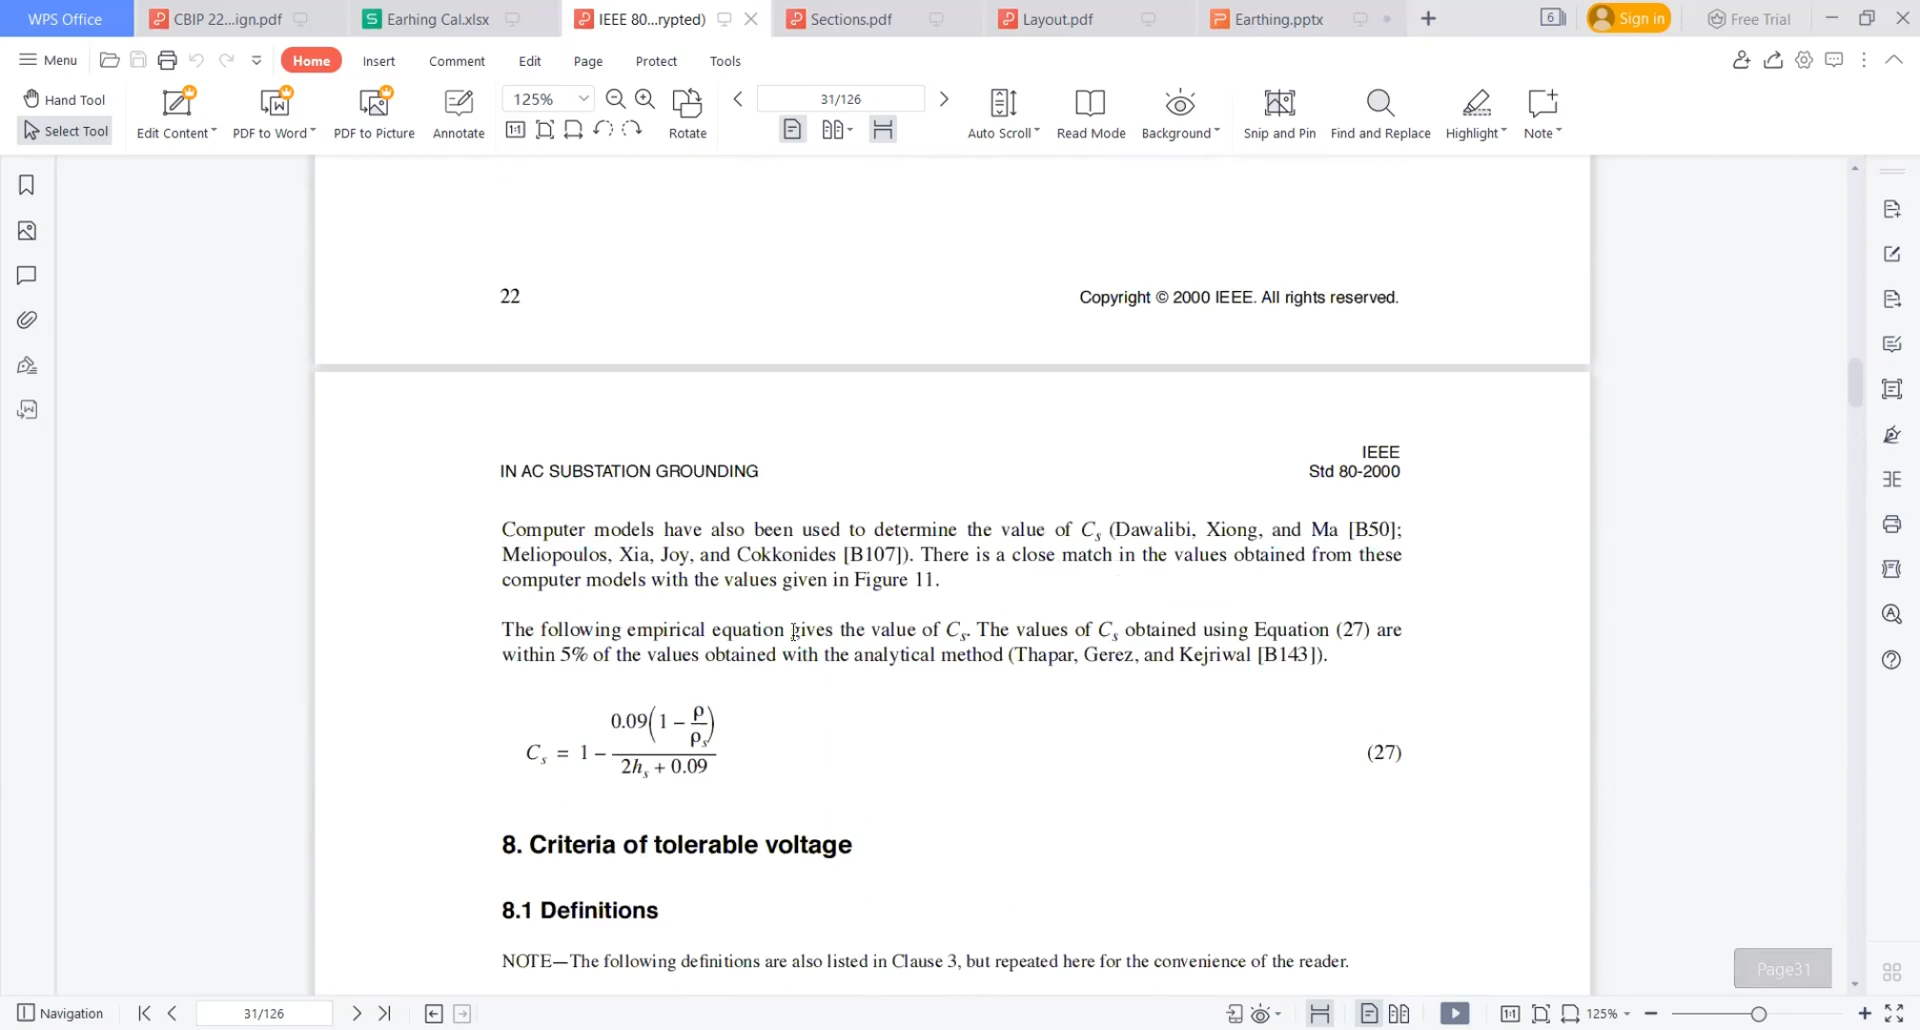 WPS Office
CBIP 22...ign.pdf
Earhing Cal.xlsx
IEEE 80...rypted)
Sections.pdf
Layout.pdf
Earthing.pptx
6
Sign in
Free Trial
Menu
Home
Insert
Comment
Edit
Page
Protect
Tools
Hand Tool
Select Tool
Edit Content
PDF to Word
PDF to Picture
Annotate
125%
Rotate
31/126
Auto Scroll
Read Mode
Background
Snip and Pin
Find and Replace
Highlight
Note
22
Copyright © 2000 IEEE. All rights reserved.
IEEE
IN AC SUBSTATION GROUNDING
Std 80-2000
Computer models have also been used to determine the value of Cs (Dawalibi, Xiong, and Ma [B50];
Meliopoulos, Xia, Joy, and Cokkonides [B107]). There is a close match in the values obtained from these
computer models with the values given in Figure 11.
The following empirical equation gives the value of Cs. The values of Cs obtained using Equation (27) are
within 5% of the values obtained with the analytical method (Thapar, Gerez, and Kejriwal [B143]).
0.09(1 – ρ/ρs)
Cs = 1 – (27)
2hs + 0.09
8. Criteria of tolerable voltage
8.1 Definitions
NOTE—The following definitions are also listed in Clause 3, but repeated here for the convenience of the reader.
Page31
Navigation
31/126
125%